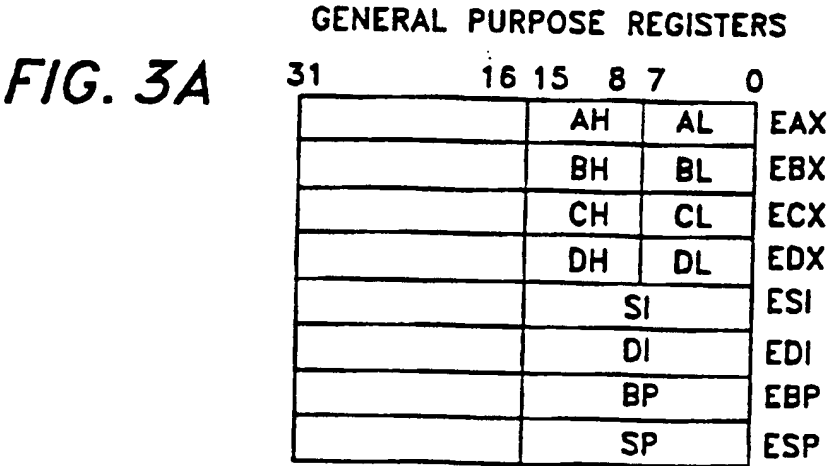 GENERAL PURPOSE REGISTERS
FIG. 3A
31 16 15 8 7 0
AH AL EAX
BH BL EBX
CH CL ECX
DH DL EDX
SI ESI
DI EDI
BP EBP
SP ESP